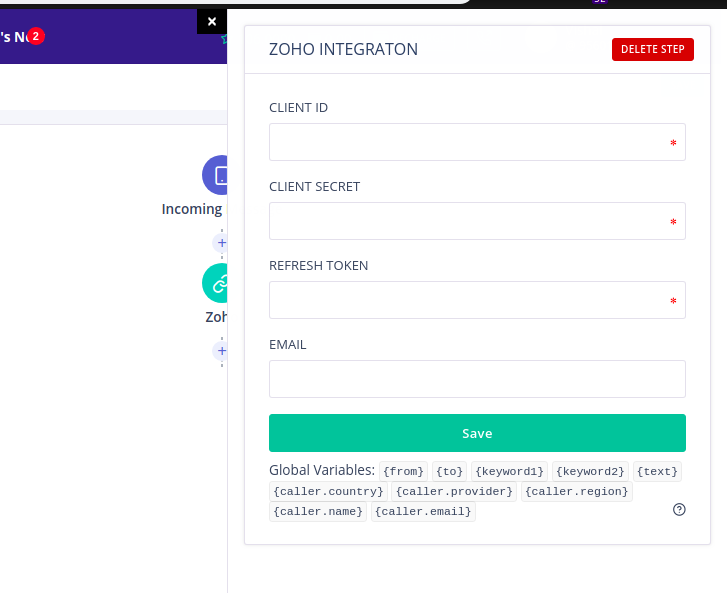 's N
2
ZOHO INTEGRATON
DELETE STEP
CLIENT ID
*
CLIENT SECRET
*
Incoming
REFRESH TOKEN
*
Zoh
EMAIL
Save
Global Variables: {from} {to} {keyword1} {keyword2} {text}
{caller.country} {caller.provider} {caller.region}
{caller.name} {caller.email}